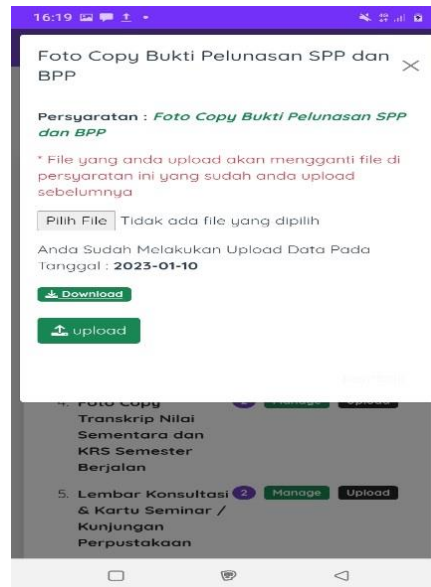 16:19
Foto Copy Bukti Pelunasan SPP dan
BPP
Persyaratan : Foto Copy Bukti Pelunasan SPP
dan BPP
* File yang anda upload akan mengganti file di
persyaratan ini yang sudah anda upload
sebelumnya
Pilih File Tidak ada file yang dipilih
Anda Sudah Melakukan Upload Data Pada
Tanggal : 2023-01-10
Download
upload
4. Foto Copy Manage Upload
Transkrip Nilai
Sementara dan
KRS Semester
Berjalan
5. Lembar Konsultasi 2 Manage Upload
& Kartu Seminar /
Kunjungan
Perpustakaan